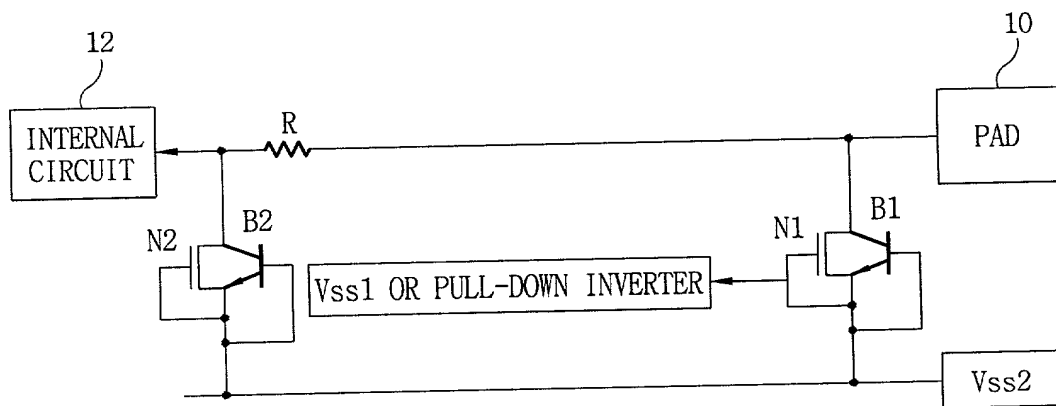 12
10
INTERNAL
CIRCUIT
R
PAD
N2
B2
N1
B1
Vss1 OR PULL-DOWN INVERTER
Vss2